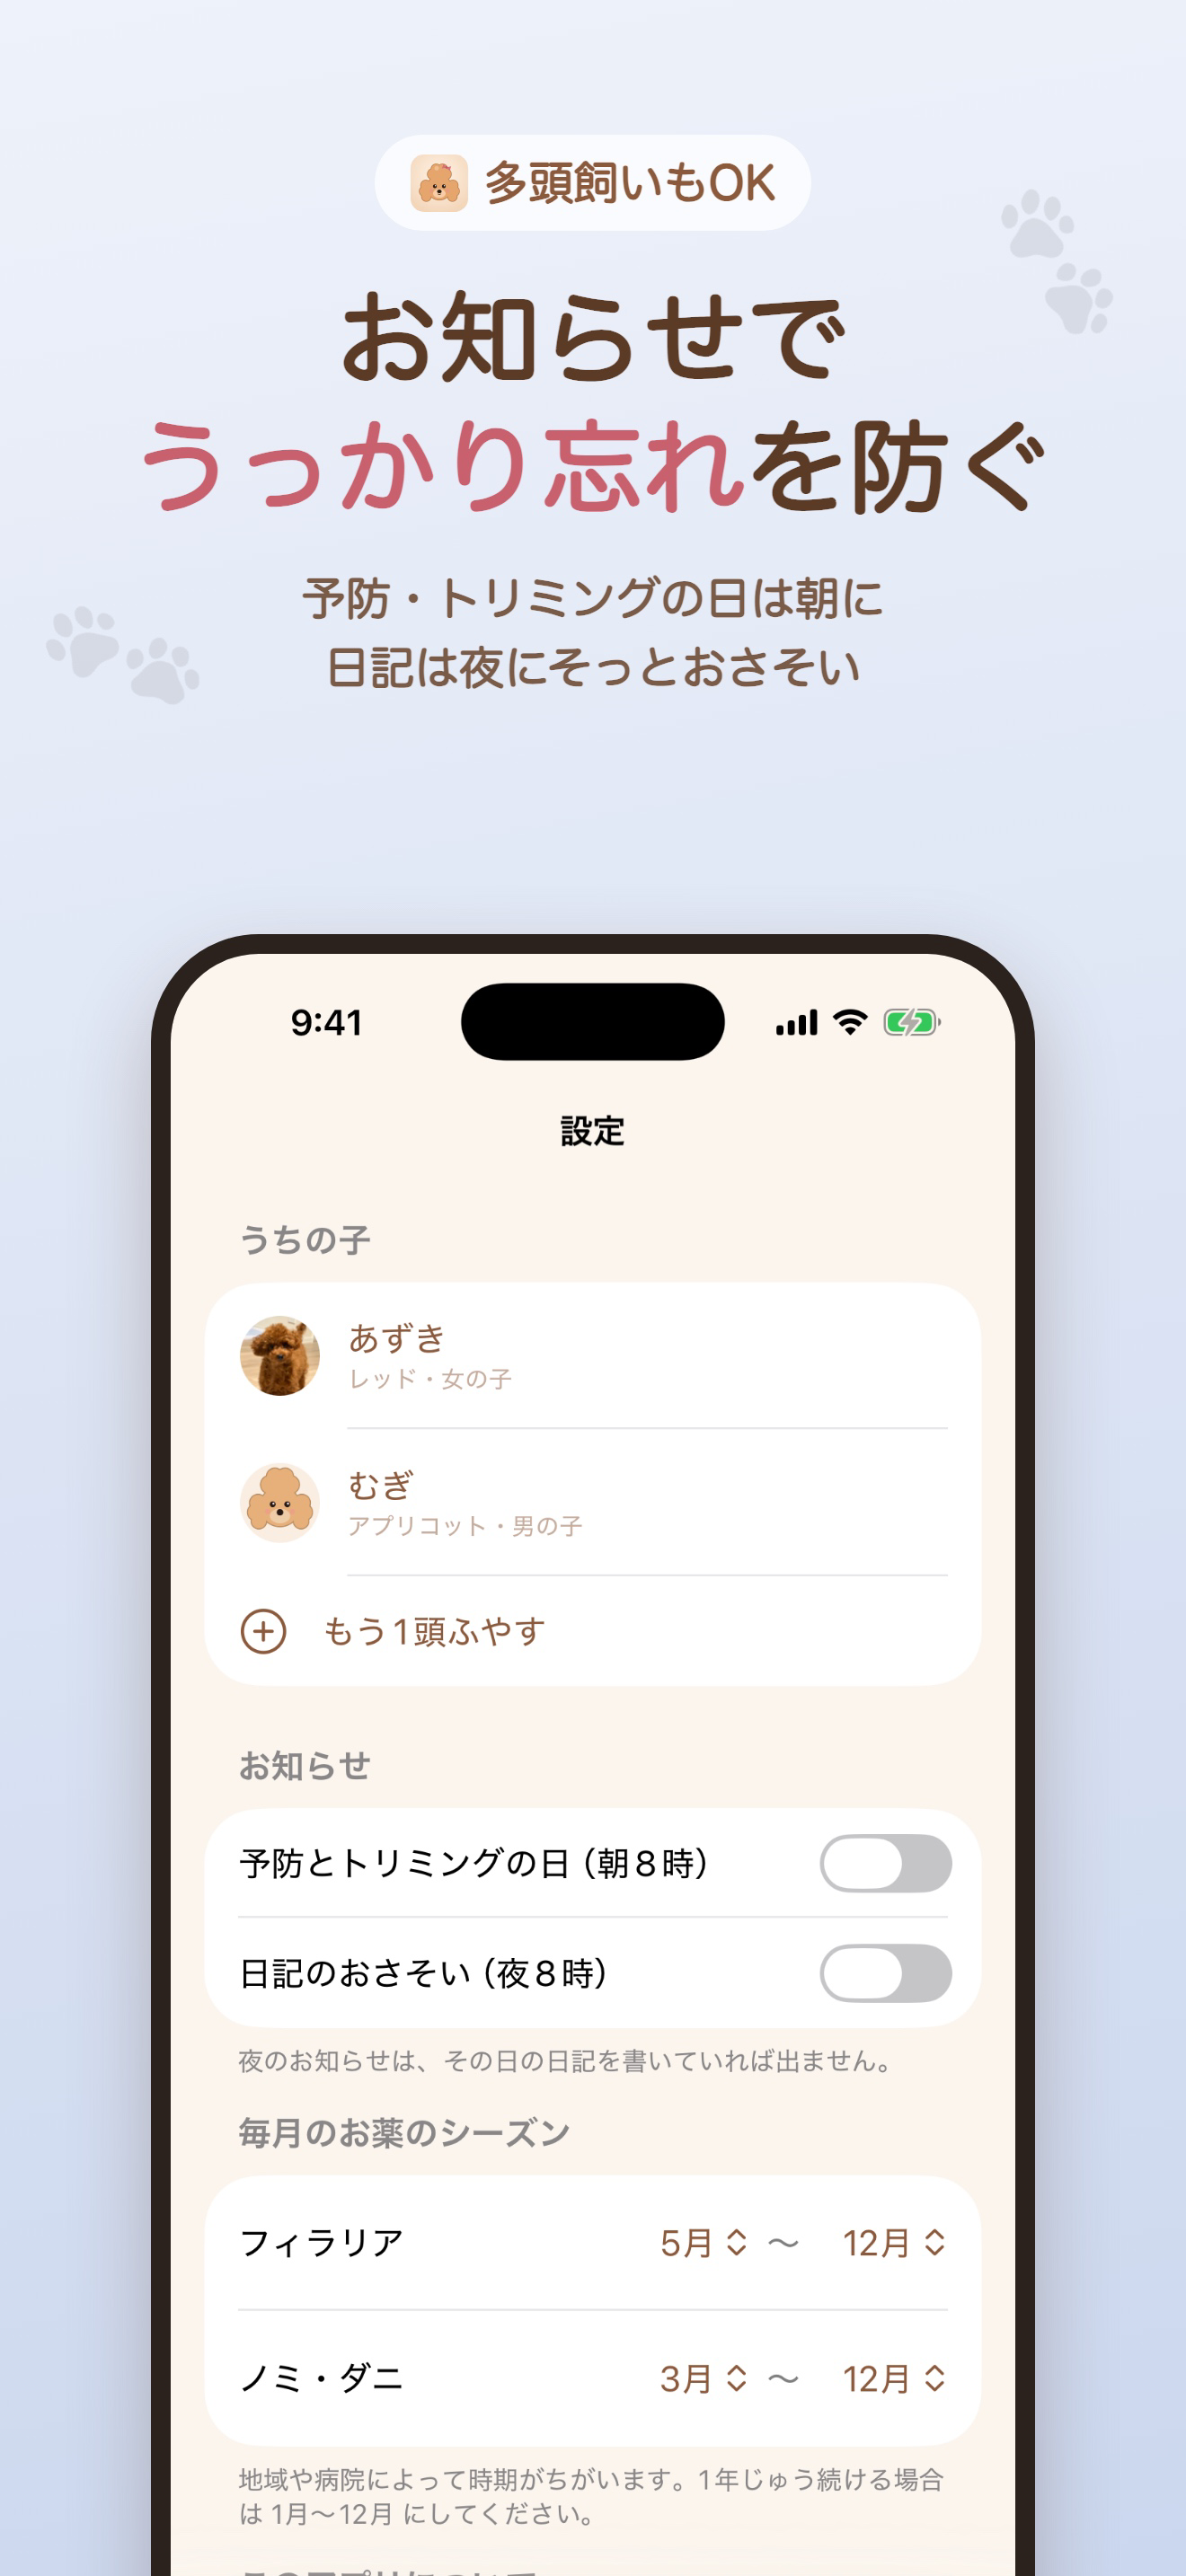 多頭飼いもOK
お知らせで
うっかり忘れを防ぐ
予防・トリミングの日は朝に
日記は夜にそっとおさそい
9:41
設定
うちの子
あずき
レッド・女の子
むぎ
アプリコット・男の子
もう1頭ふやす
お知らせ
予防とトリミングの日（朝８時）
日記のおさそい（夜８時）
夜のお知らせは、その日の日記を書いていれば出ません。
毎月のお薬のシーズン
フィラリア 5月 〜 12月
ノミ・ダニ 3月 〜 12月
地域や病院によって時期がちがいます。1年じゅう続ける場合
は 1月〜12月 にしてください。